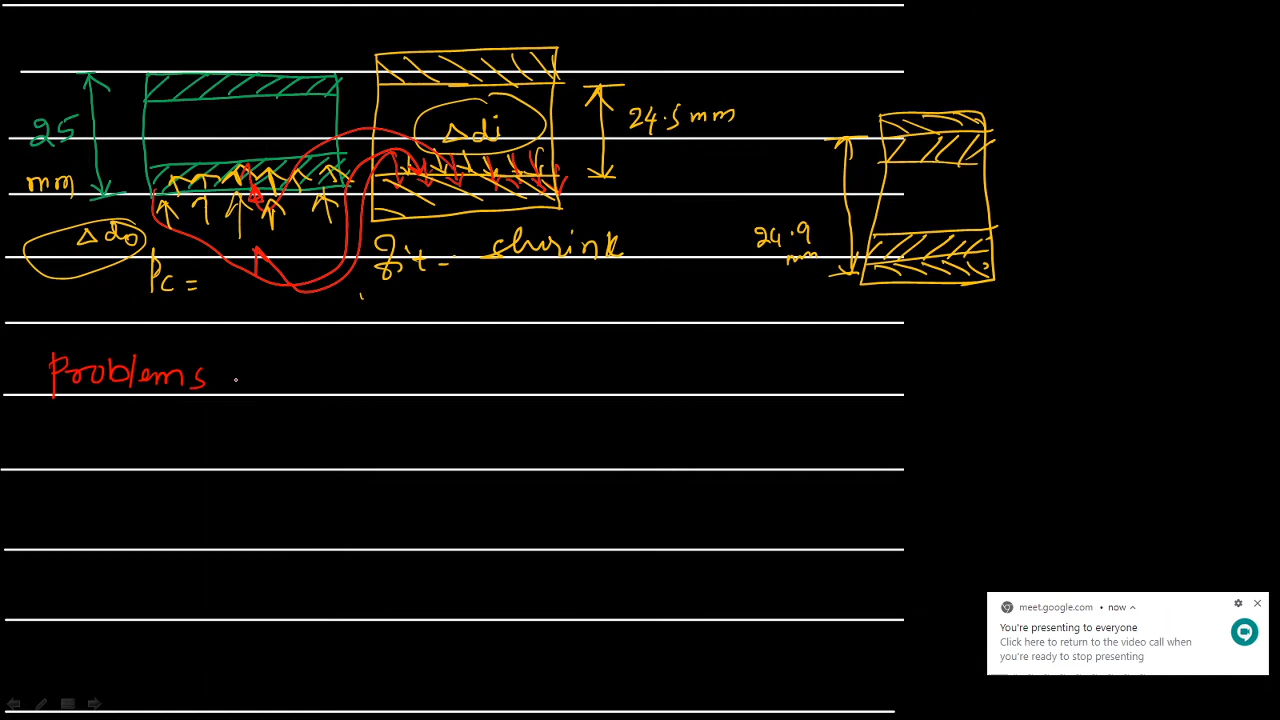 25
mm
Δdo
Pc =
Δdi
24.5 mm
fit - shrink
24.9
mm
Problems
meet.google.com • now
You're presenting to everyone
Click here to return to the video call when
you're ready to stop presenting